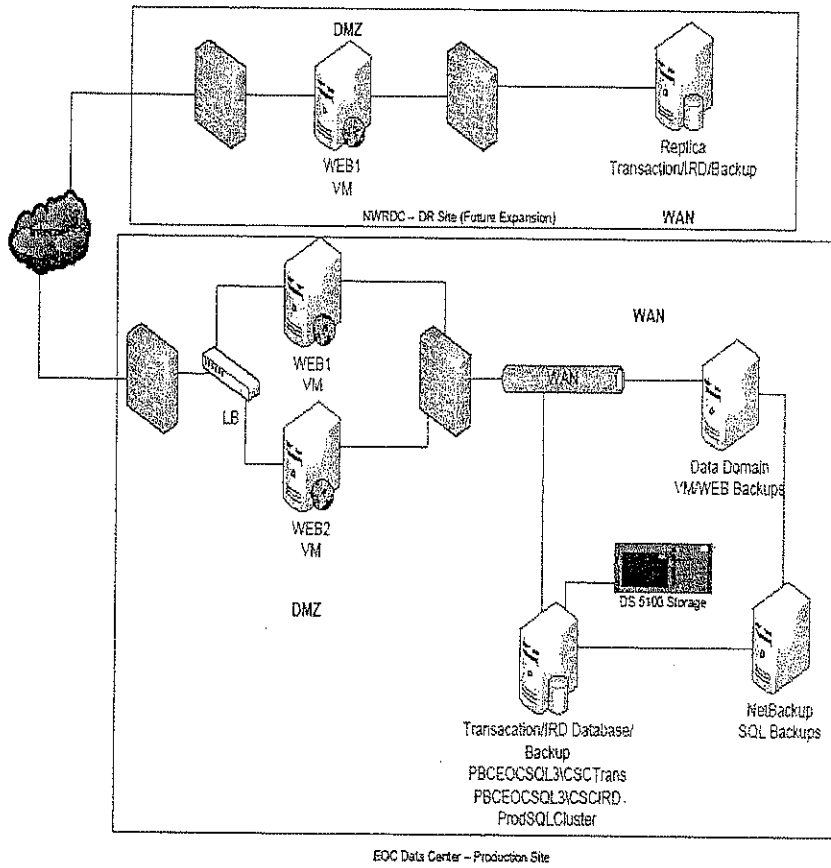 DMZ
WEB1
VM
Replica
Transaction/IRD/Backup
NWRDC – DR Site (Future Expansion)
WAN
WEB1
VM
WAN
WAN
LB
Data Domain
VM/WEB Backups
WEB2
VM
DS 5100 Storage
DMZ
NetBackup
SQL Backups
Transacation/IRD Database/
Backup
PBCEOCSQL3\CSCTrans
PBCEOCSQL3\CSCIRD-
ProdSQLCluster
EOC Data Center – Production Site